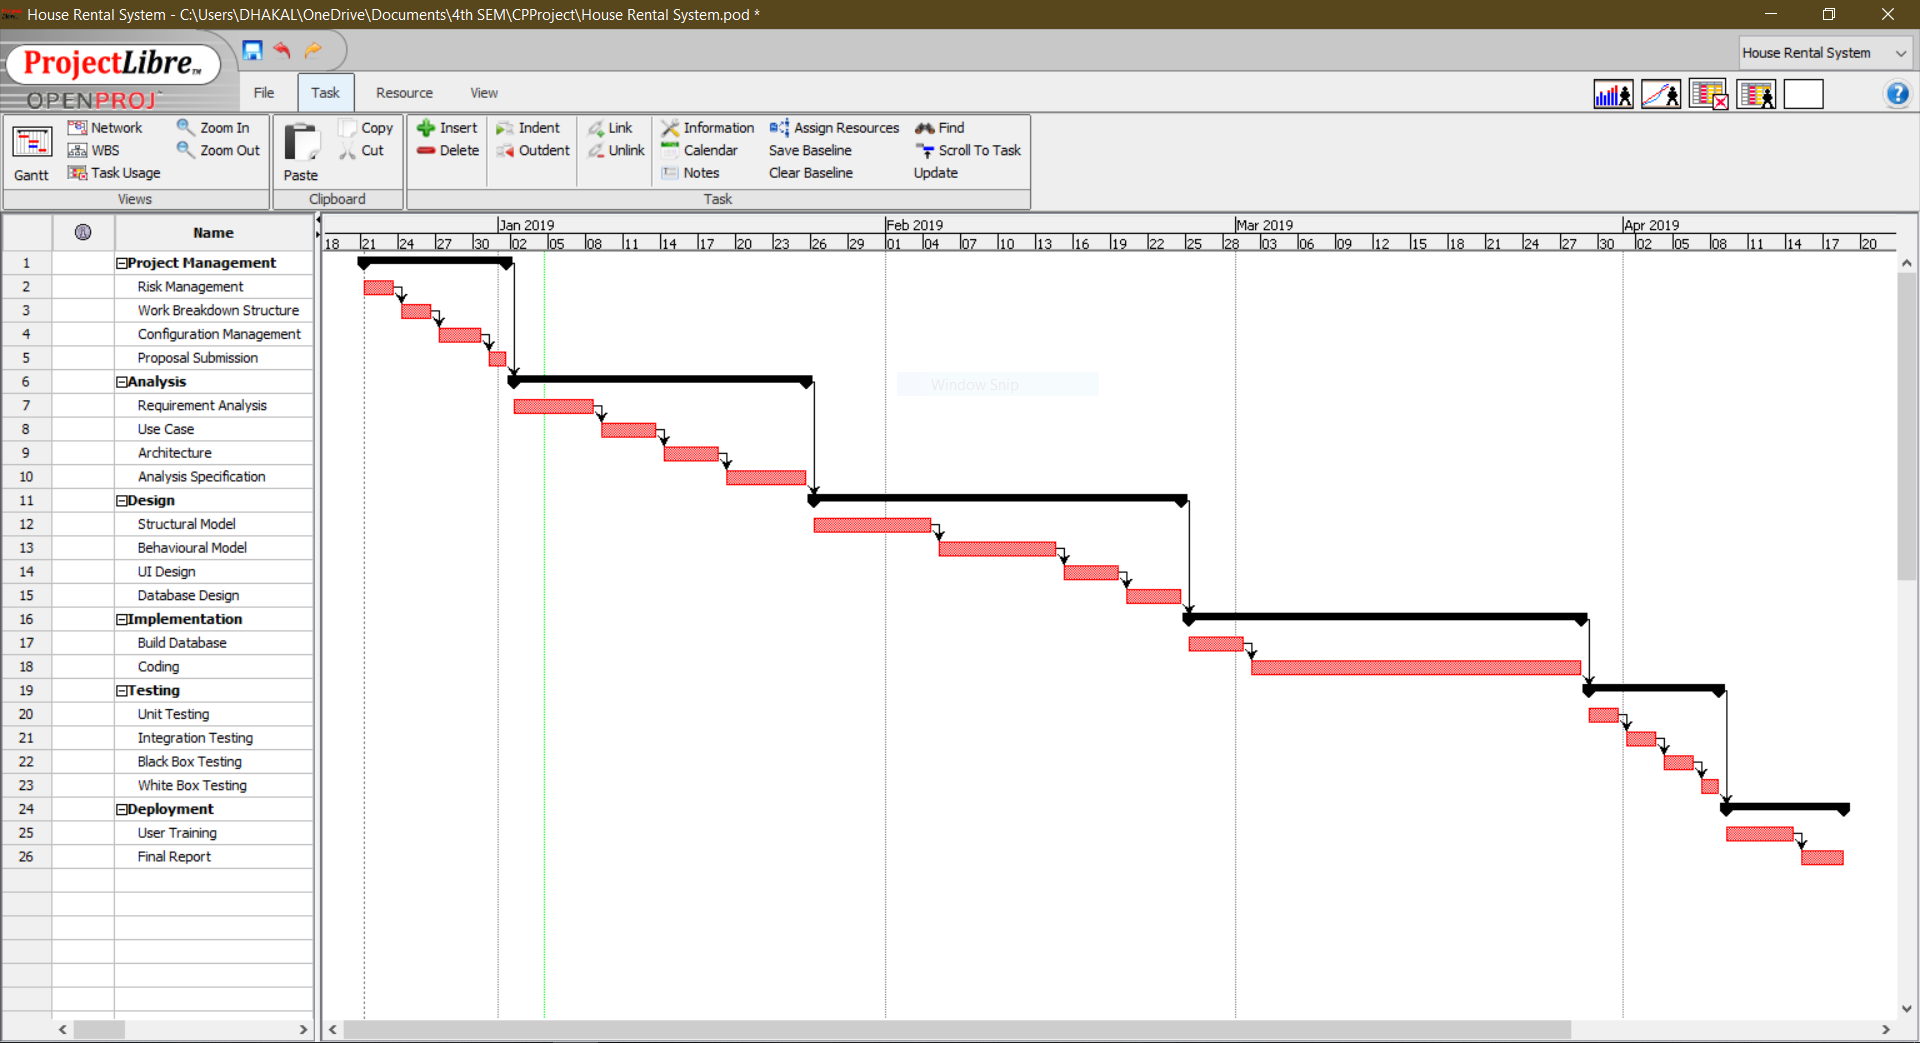 House Rental System - C:\Users\DHAKAL\OneDrive\Documents\4th SEM\CPProject\House Rental System.pod *
ProjectLibre™
OPENPROJ
House Rental System
File Task Resource View
Network Zoom In Copy Insert Indent Link Information Assign Resources Find
WBS Zoom Out Cut Delete Outdent Unlink Calendar Save Baseline Scroll To Task
Gantt Task Usage Paste Notes Clear Baseline Update
Views Clipboard Task
Jan 2019 Feb 2019 Mar 2019 Apr 2019
Name
18 21 24 27 30 02 05 08 11 14 17 20 23 26 29 01 04 07 10 13 16 19 22 25 28 03 06 09 12 15 18 21 24 27 30 02 05 08 11 14 17 20
1 Project Management
2 Risk Management
3 Work Breakdown Structure
4 Configuration Management
5 Proposal Submission
6 Analysis
Window Snip
7 Requirement Analysis
8 Use Case
9 Architecture
10 Analysis Specification
11 Design
12 Structural Model
13 Behavioural Model
14 UI Design
15 Database Design
16 Implementation
17 Build Database
18 Coding
19 Testing
20 Unit Testing
21 Integration Testing
22 Black Box Testing
23 White Box Testing
24 Deployment
25 User Training
26 Final Report